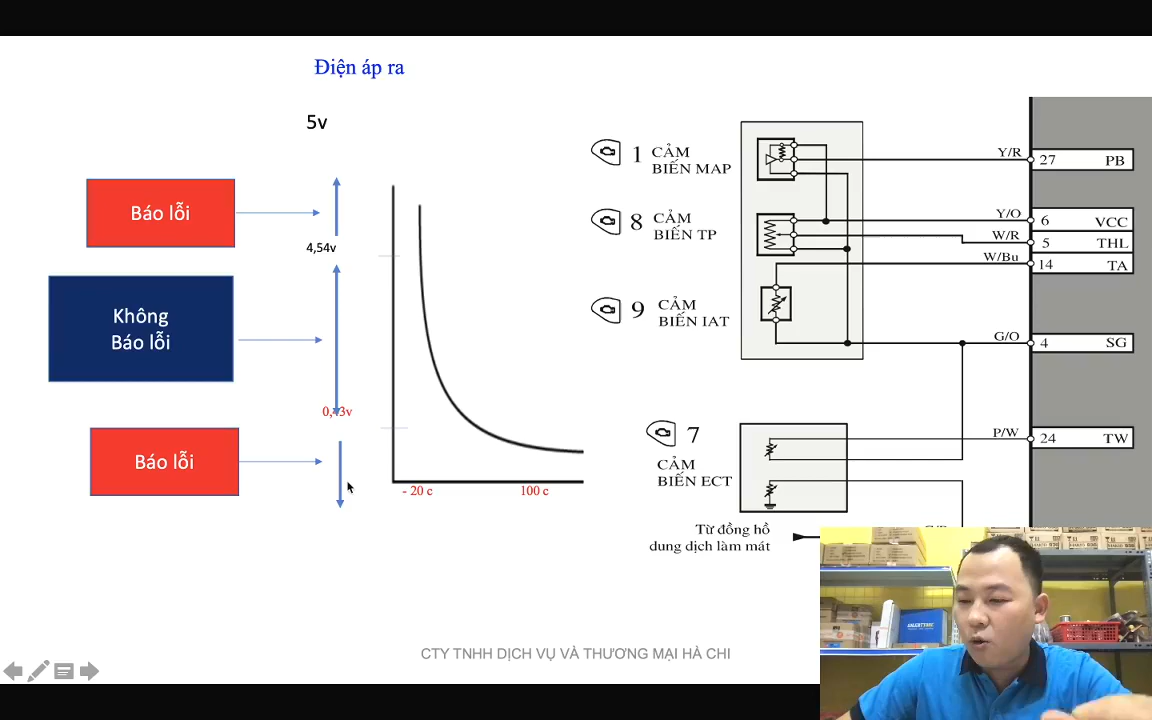 Điện áp ra
5v
Báo lỗi
4,54v
Không
Báo lỗi
0,43v
Báo lỗi
- 20 c
100 c
1 CẢM
BIẾN MAP
8 CẢM
BIẾN TP
9 CẢM
BIẾN IAT
7
CẢM
BIẾN ECT
Từ đồng hồ
dung dịch làm mát
Y/R
27 PB
Y/O
6 VCC
W/R
5 THL
W/Bu
14 TA
G/O
4 SG
P/W
24 TW
CTY TNHH DỊCH VỤ VÀ THƯƠNG MẠI HÀ CHI